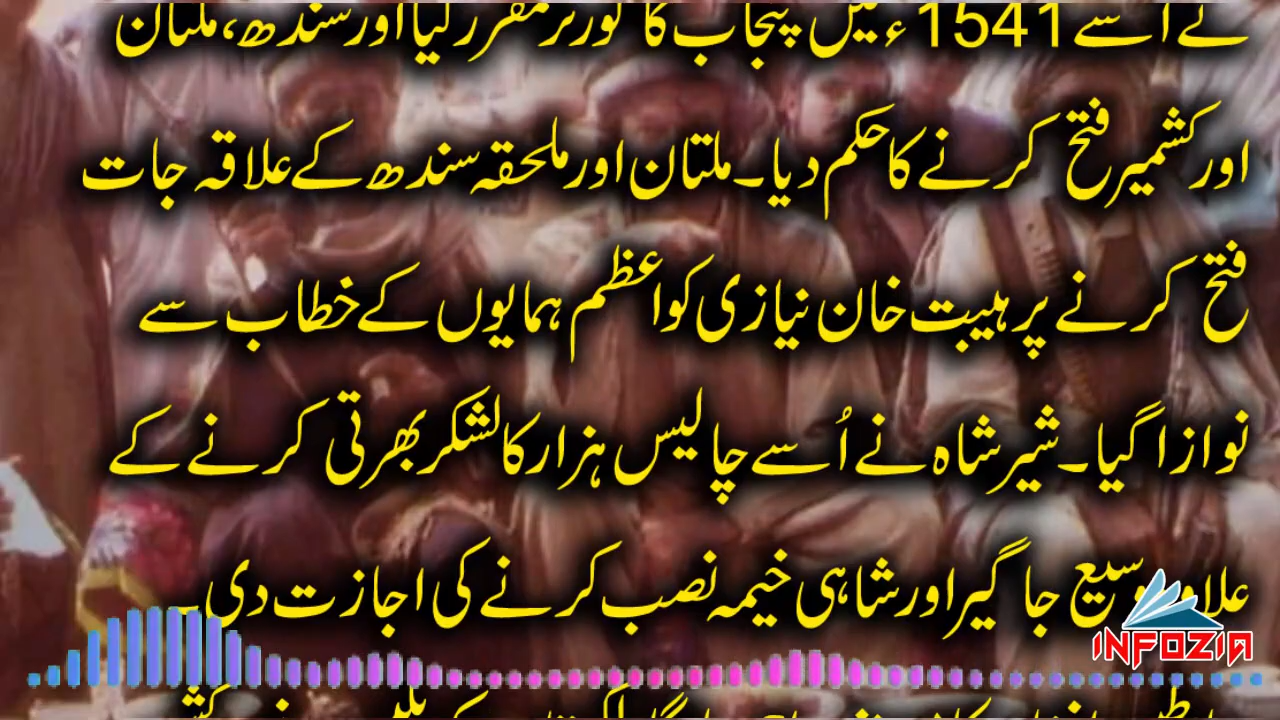 نے اسے 1541ء میں پنجاب کا گورنر مقرر کیا اور سندھ، ملتان
اور کشمیر فتح کرنے کا حکم دیا۔ ملتان اور ملحقہ سندھ کے علاقہ جات
فتح کرنے پر ہیبت خان نیازی کو اعظم ہمایوں کے خطاب سے
نوازا گیا۔ شیر شاہ نے اُسے چالیس ہزار کا لشکر بھرتی کرنے کے
علاوہ وسیع جاگیر اور شاہی خیمہ نصب کرنے کی اجازت دی۔
INFOZIA